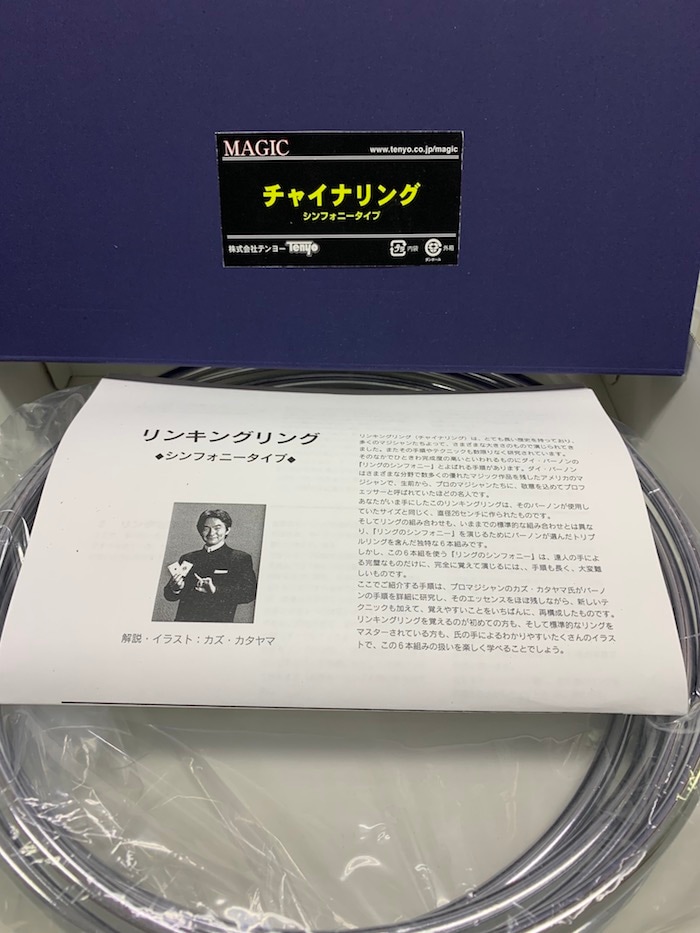 MAGIC
www.tenyo.co.jp/magic
チャイナリング
シンフォニータイプ
株式会社テンヨー Tenyo
内袋
外箱
ダンボール
リンキングリング
◆シンフォニータイプ◆
解説・イラスト：カズ・カタヤマ
リンキングリング（チャイナリング）は、とても長い歴史を持っており、
多くのマジシャンたちよって、さまざまな大きさのもので演じられてき
ました。またその手順やテクニックも数限りなく研究されています。
そのなかでひときわ完成度の高いといわれるものにダイ・バーノンの
『リングのシンフォニー』とよばれる手順があります。ダイ・バーノン
はさまざまな分野で数多くの優れたマジック作品を残したアメリカのマ
ジシャンで、生前から、プロのマジシャンたちに、敬意を込めてプロフ
ェッサーと呼ばれていたほどの名人です。
あなたがいま手にしたこのリンキングリングは、そのバーノンが使用し
ていたサイズと同じく、直径26センチに作られたものです。
そしてリングの組み合わせも、いままでの標準的な組み合わせとは異な
り、『リングのシンフォニー』を演じるためにバーノンが選んだトリプ
ルリングを含んだ独特な６本組みです。
しかし、この６本を使う『リングのシンフォニー』は、達人の手によ
る完璧なものだけに、完全に覚えて演じるには、、手順も長く、大変難
しいものです。
ここでご紹介する手順は、プロマジシャンのカズ・カタヤマ氏がバーノ
ンの手順を詳細に研究し、そのエッセンスをほぼ残しながら、新しいテ
クニックも加えて、覚えやすいことをいちばんに、再構成したものです。
リンキングリングを覚えるのが初めての方も、そして標準的なリングを
マスターされている方も、氏の手によるわかりやすいたくさんのイラス
トで、この６本組みの扱いを楽しく学べることでしょう。